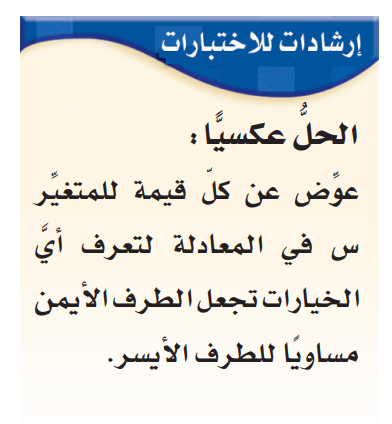 إرشادات للاختبارات
الحلُّ عكسيًّا :
عوِّض عن كلّ قيمة للمتغيِّر
س في المعادلة لتعرف أيَّ
الخيارات تجعل الطرف الأيمن
مساويًا للطرف الأيسر.